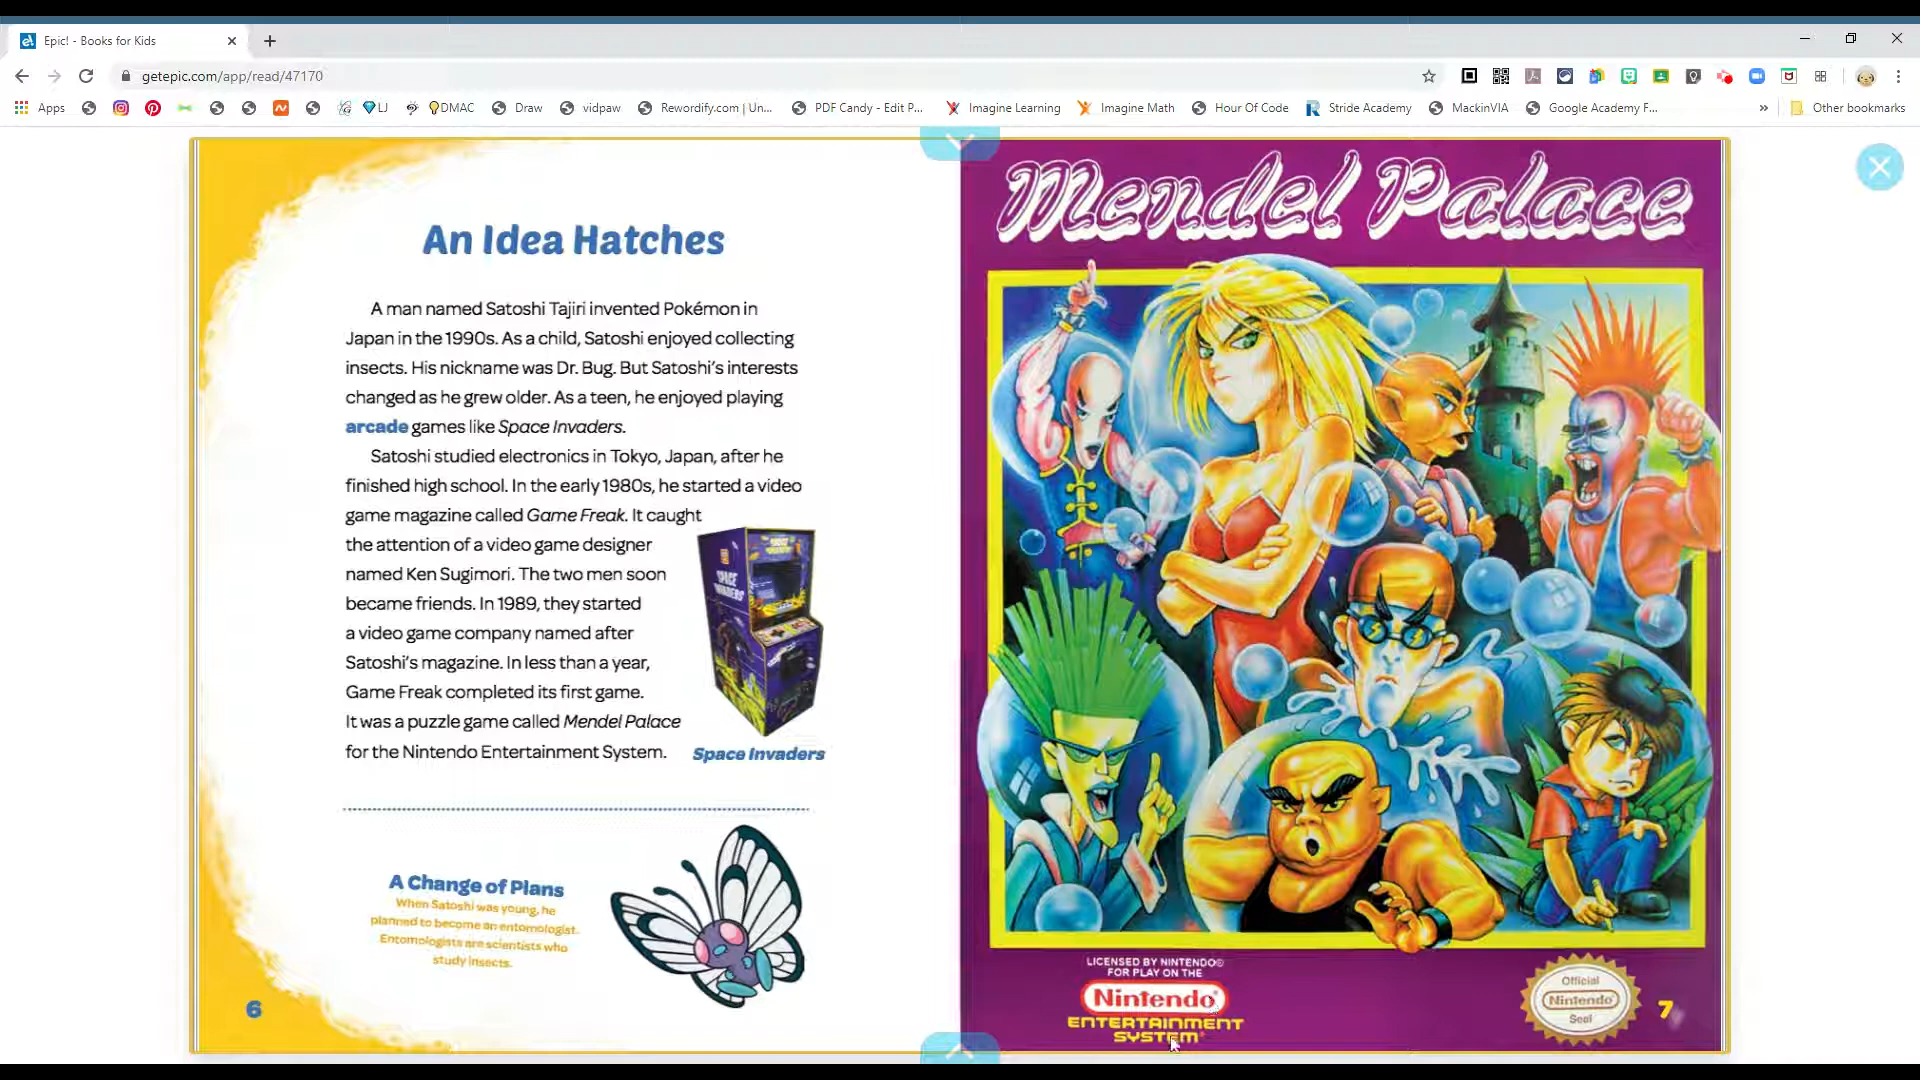 Epic! - Books for Kids
getepic.com/app/read/47170
Apps
LJ
DMAC
Draw
vidpaw
Rewordify.com | Un...
PDF Candy - Edit P...
Imagine Learning
Imagine Math
Hour Of Code
Stride Academy
MackinVIA
Google Academy F...
»
Other bookmarks
An Idea Hatches
A man named Satoshi Tajiri invented Pokémon in
Japan in the 1990s. As a child, Satoshi enjoyed collecting
insects. His nickname was Dr. Bug. But Satoshi's interests
changed as he grew older. As a teen, he enjoyed playing
arcade games like Space Invaders.
Satoshi studied electronics in Tokyo, Japan, after he
finished high school. In the early 1980s, he started a video
game magazine called Game Freak. It caught
the attention of a video game designer
named Ken Sugimori. The two men soon
became friends. In 1989, they started
a video game company named after
Satoshi's magazine. In less than a year,
Game Freak completed its first game.
It was a puzzle game called Mendel Palace
for the Nintendo Entertainment System.
SPACE
INVADERS
Space Invaders
A Change of Plans
When Satoshi was young, he
planned to become an entomologist.
Entomologists are scientists who
study insects.
6
Mendel Palace
LICENSED BY NINTENDO®
FOR PLAY ON THE
Nintendo®
ENTERTAINMENT
SYSTEM®
Official
Nintendo
Seal
7